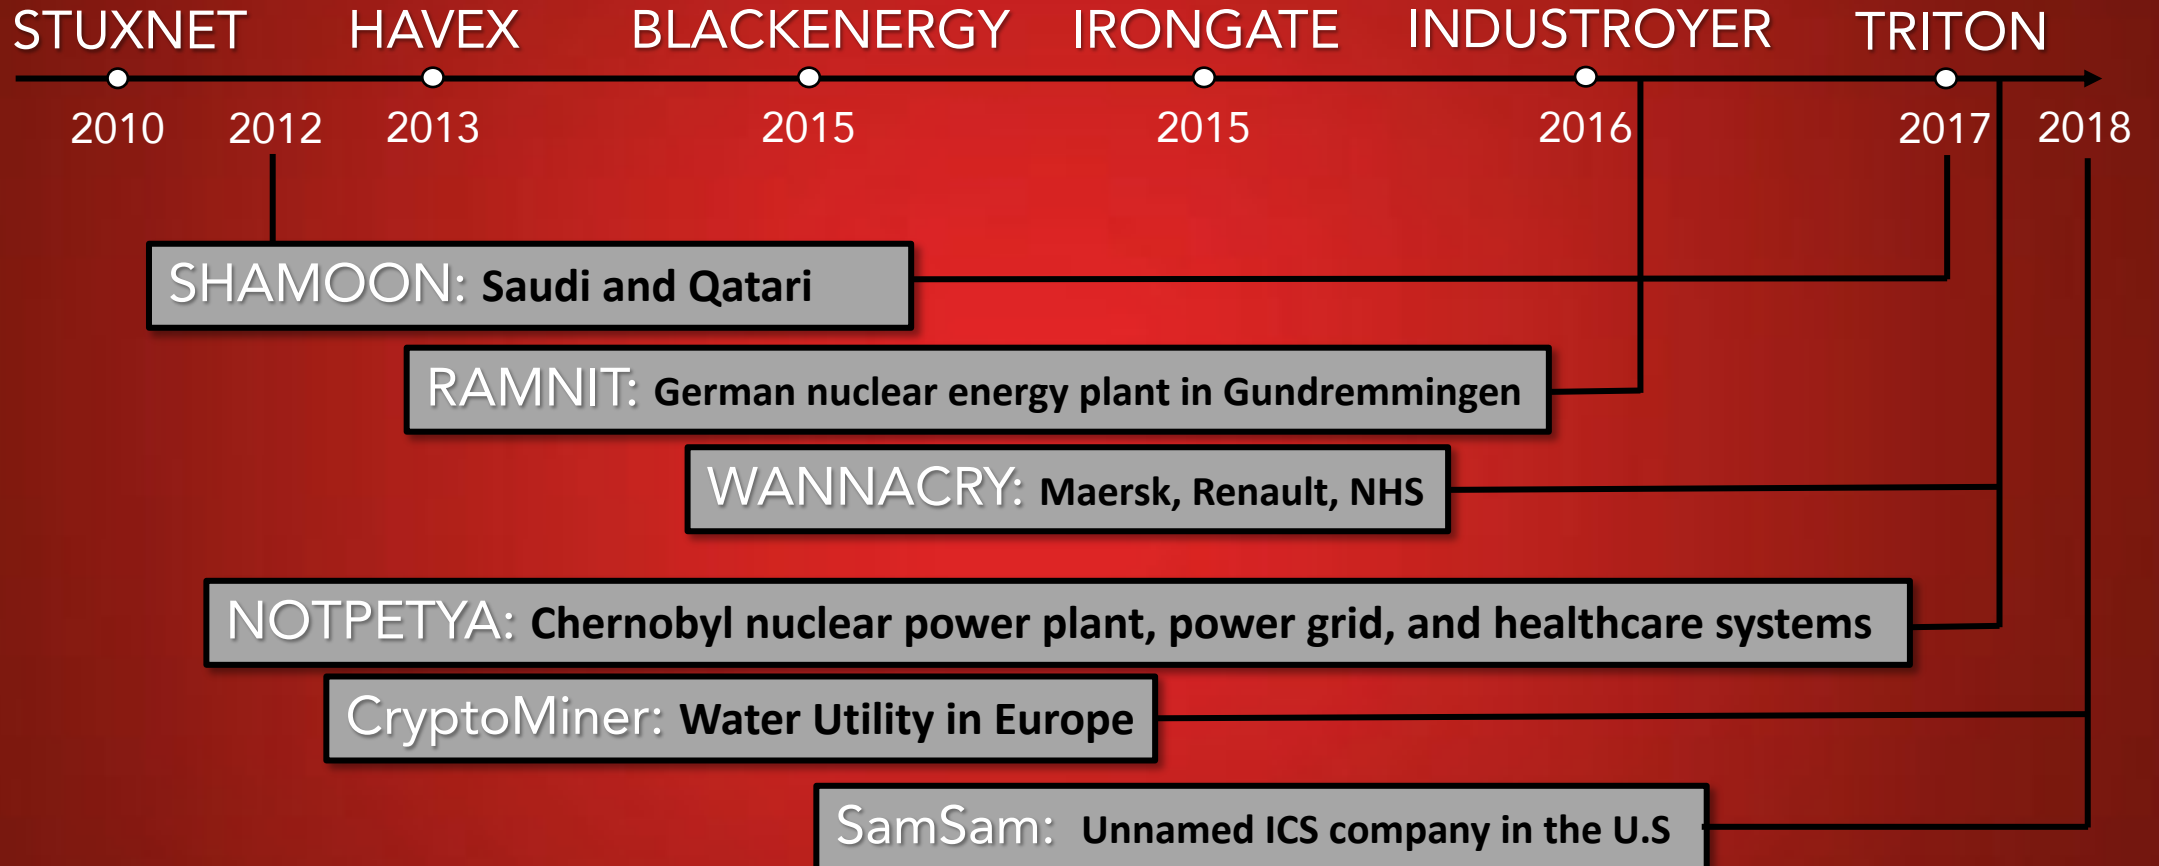 STUXNET HAVEX BLACKENERGY IRONGATE INDUSTROYER TRITON
2010 2012 2013 2015 2015 2016 2017 2018
SHAMOON: Saudi and Qatari
RAMNIT: German nuclear energy plant in Gundremmingen
WANNACRY: Maersk, Renault, NHS
NOTPETYA: Chernobyl nuclear power plant, power grid, and healthcare systems
CryptoMiner: Water Utility in Europe
SamSam: Unnamed ICS company in the U.S